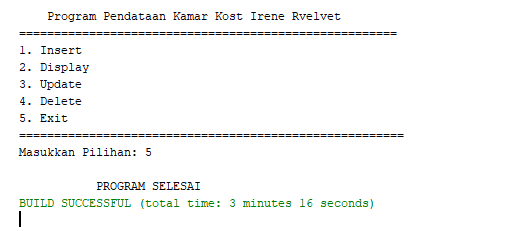 Program Pendataan Kamar Kost Irene Rvelvet
======================================================
1. Insert
2. Display
3. Update
4. Delete
5. Exit
=======================================================
Masukkan Pilihan: 5
PROGRAM SELESAI
BUILD SUCCESSFUL (total time: 3 minutes 16 seconds)